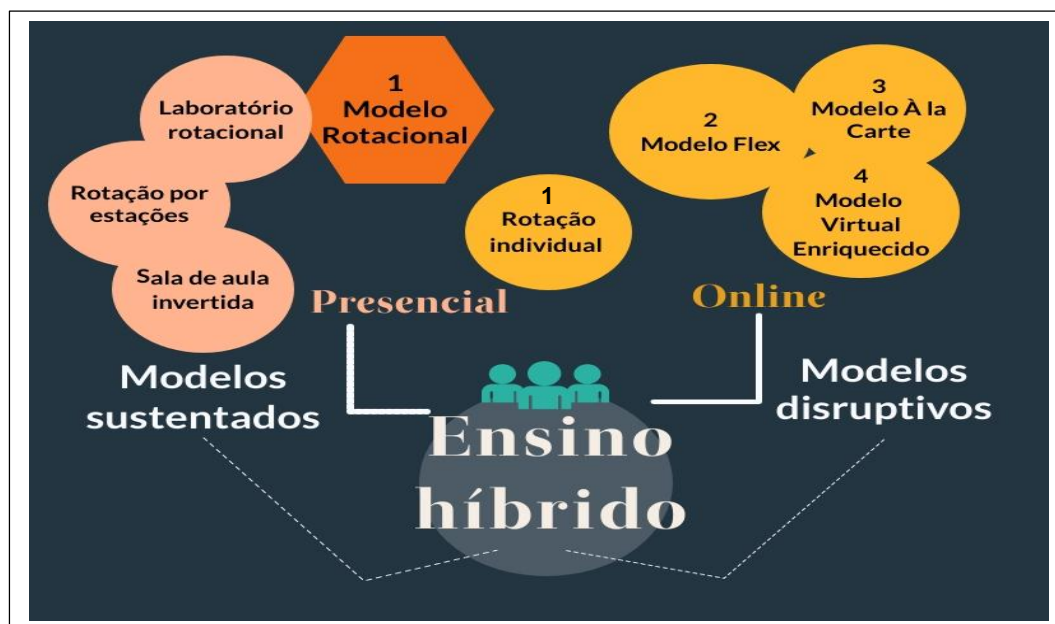 Laboratório
rotacional
Rotação por
estações
Sala de aula
invertida
1
Modelo
Rotacional
1
Rotação
individual
2
Modelo Flex
3
Modelo À la
Carte
4
Modelo
Virtual
Enriquecido
Presencial
Online
Modelos
sustentados
Modelos
disruptivos
Ensino
híbrido